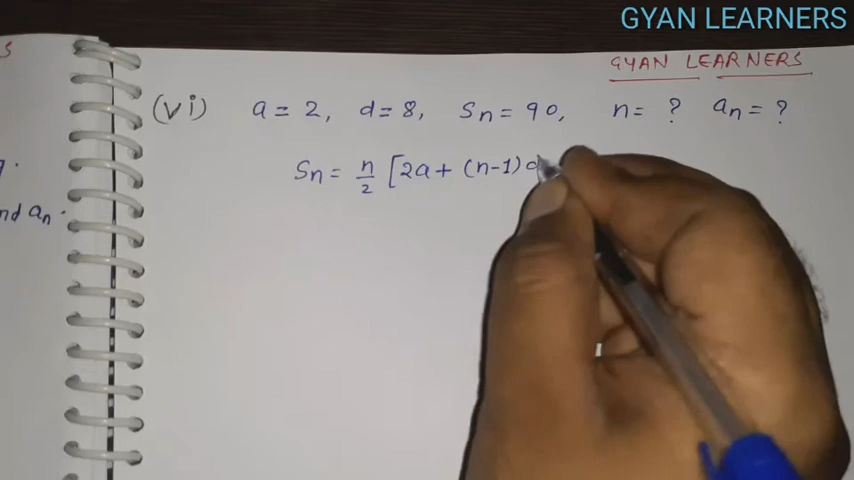 GYAN LEARNERS
GYAN LEARNERS
(vi) a = 2, d = 8, Sn = 90, n = ? an = ?
Sn = n/2 [2a + (n-1)d
nd an.